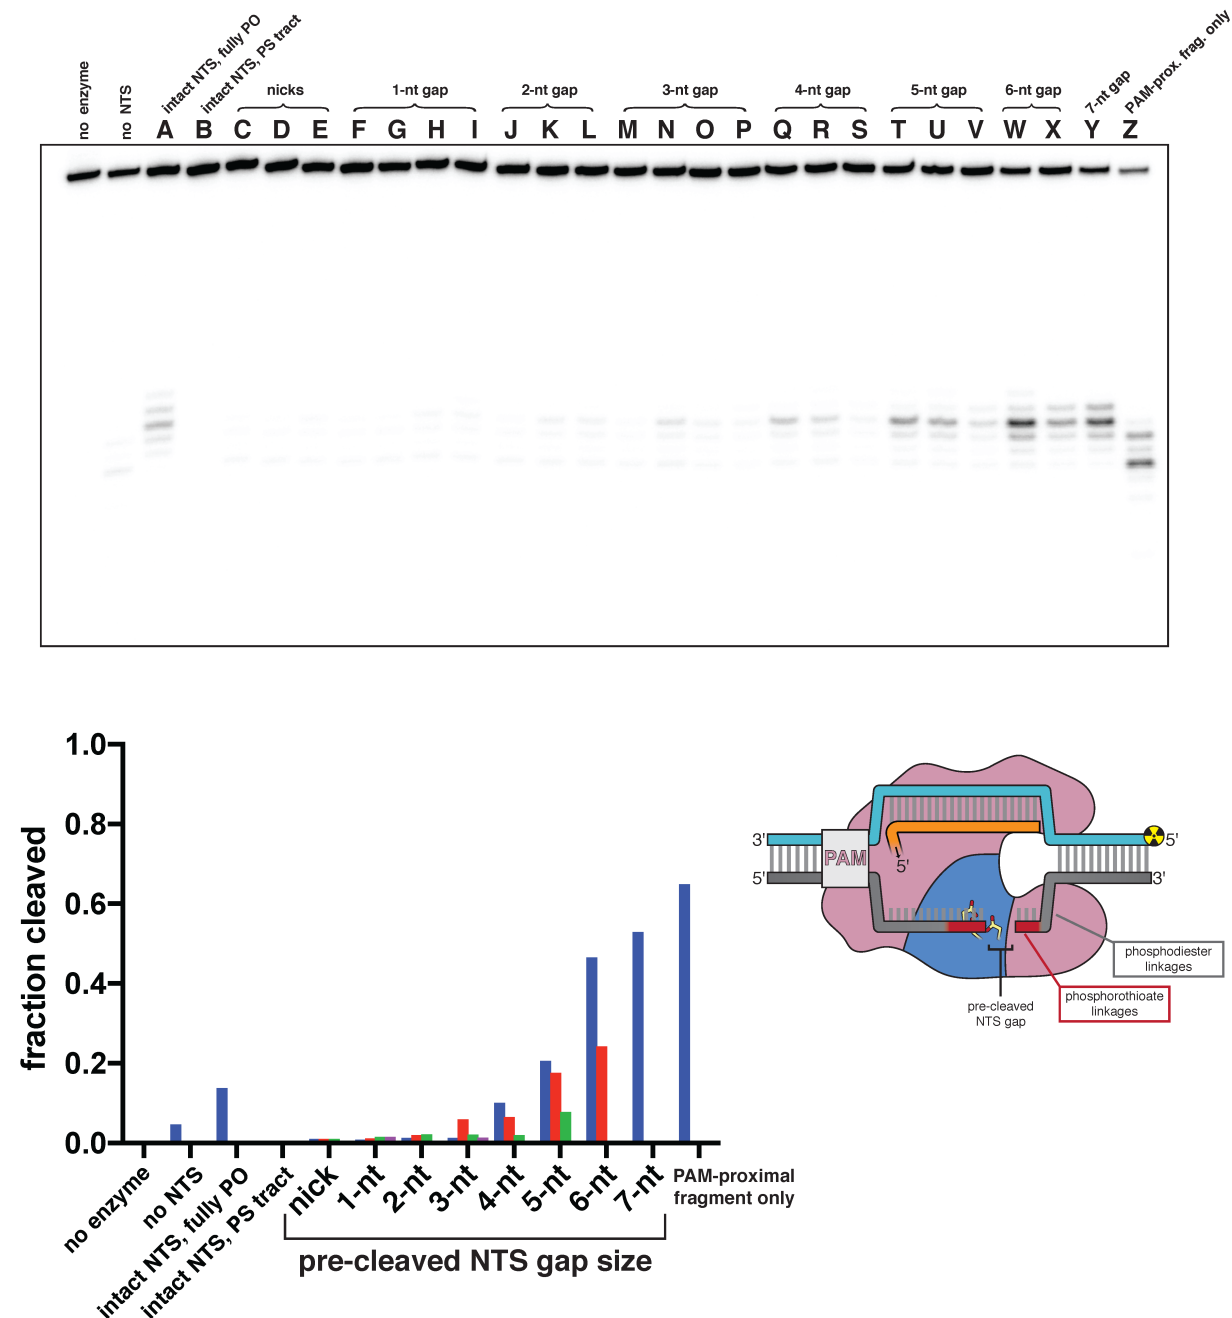 no enzyme
no NTS
intact NTS, fully PO
intact NTS, PS tract
nicks
1-nt gap
2-nt gap
3-nt gap
4-nt gap
5-nt gap
6-nt gap
7-nt gap
PAM-prox. frag. only
A B C D E F G H I J K L M N O P Q R S T U V W X Y Z
fraction cleaved
1.0
0.8
0.6
0.4
0.2
0.0
no enzyme
no NTS
intact NTS, fully PO
intact NTS, PS tract
nick
1-nt
2-nt
3-nt
4-nt
5-nt
6-nt
7-nt
PAM-proximal
fragment only
pre-cleaved NTS gap size
3'
5'
PAM
5'
5'
3'
phosphodiester
linkages
phosphorothioate
linkages
pre-cleaved
NTS gap